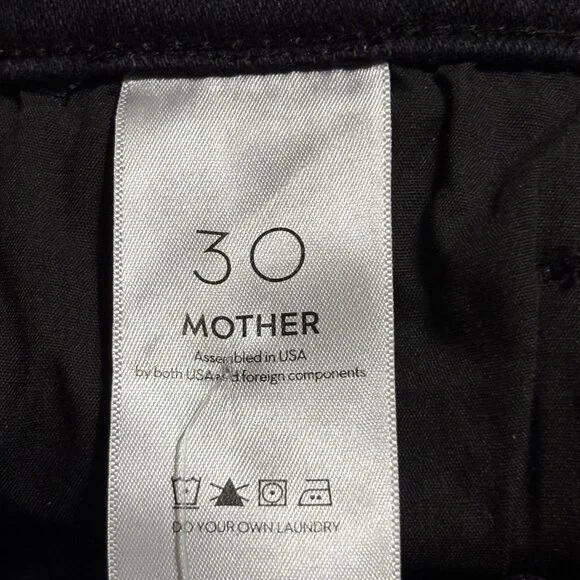 30
MOTHER
Assembled in USA
by both USA and foreign components
DO YOUR OWN LAUNDRY